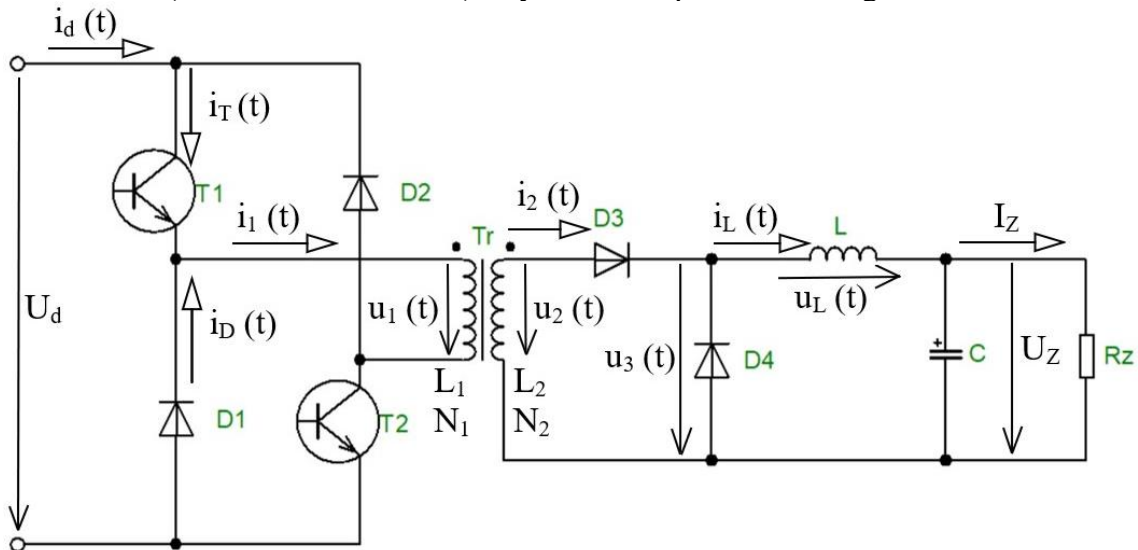 i_d (t)
i_T (t)
T1
D2
i_1 (t)
Tr
i_2 (t)
D3
i_L (t)
L
I_Z
U_d
i_D (t)
u_1 (t)
u_2 (t)
u_L (t)
u_3 (t)
D4
C
U_Z
Rz
D1
T2
L_1
L_2
N_1
N_2